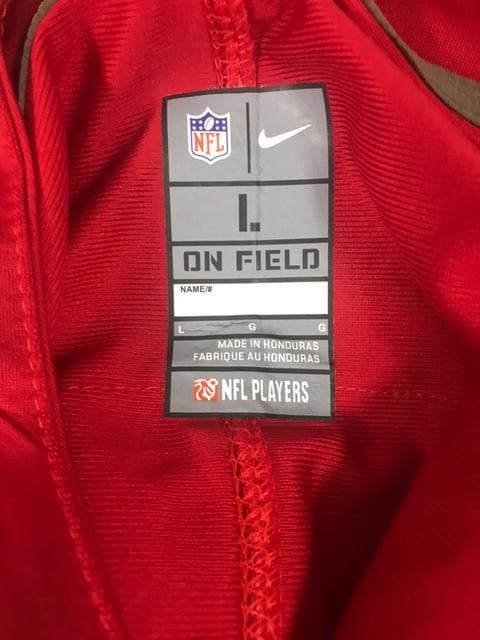 NFL
L
ON FIELD
NAME/#
L G G
MADE IN HONDURAS
FABRIQUE AU HONDURAS
NFL PLAYERS